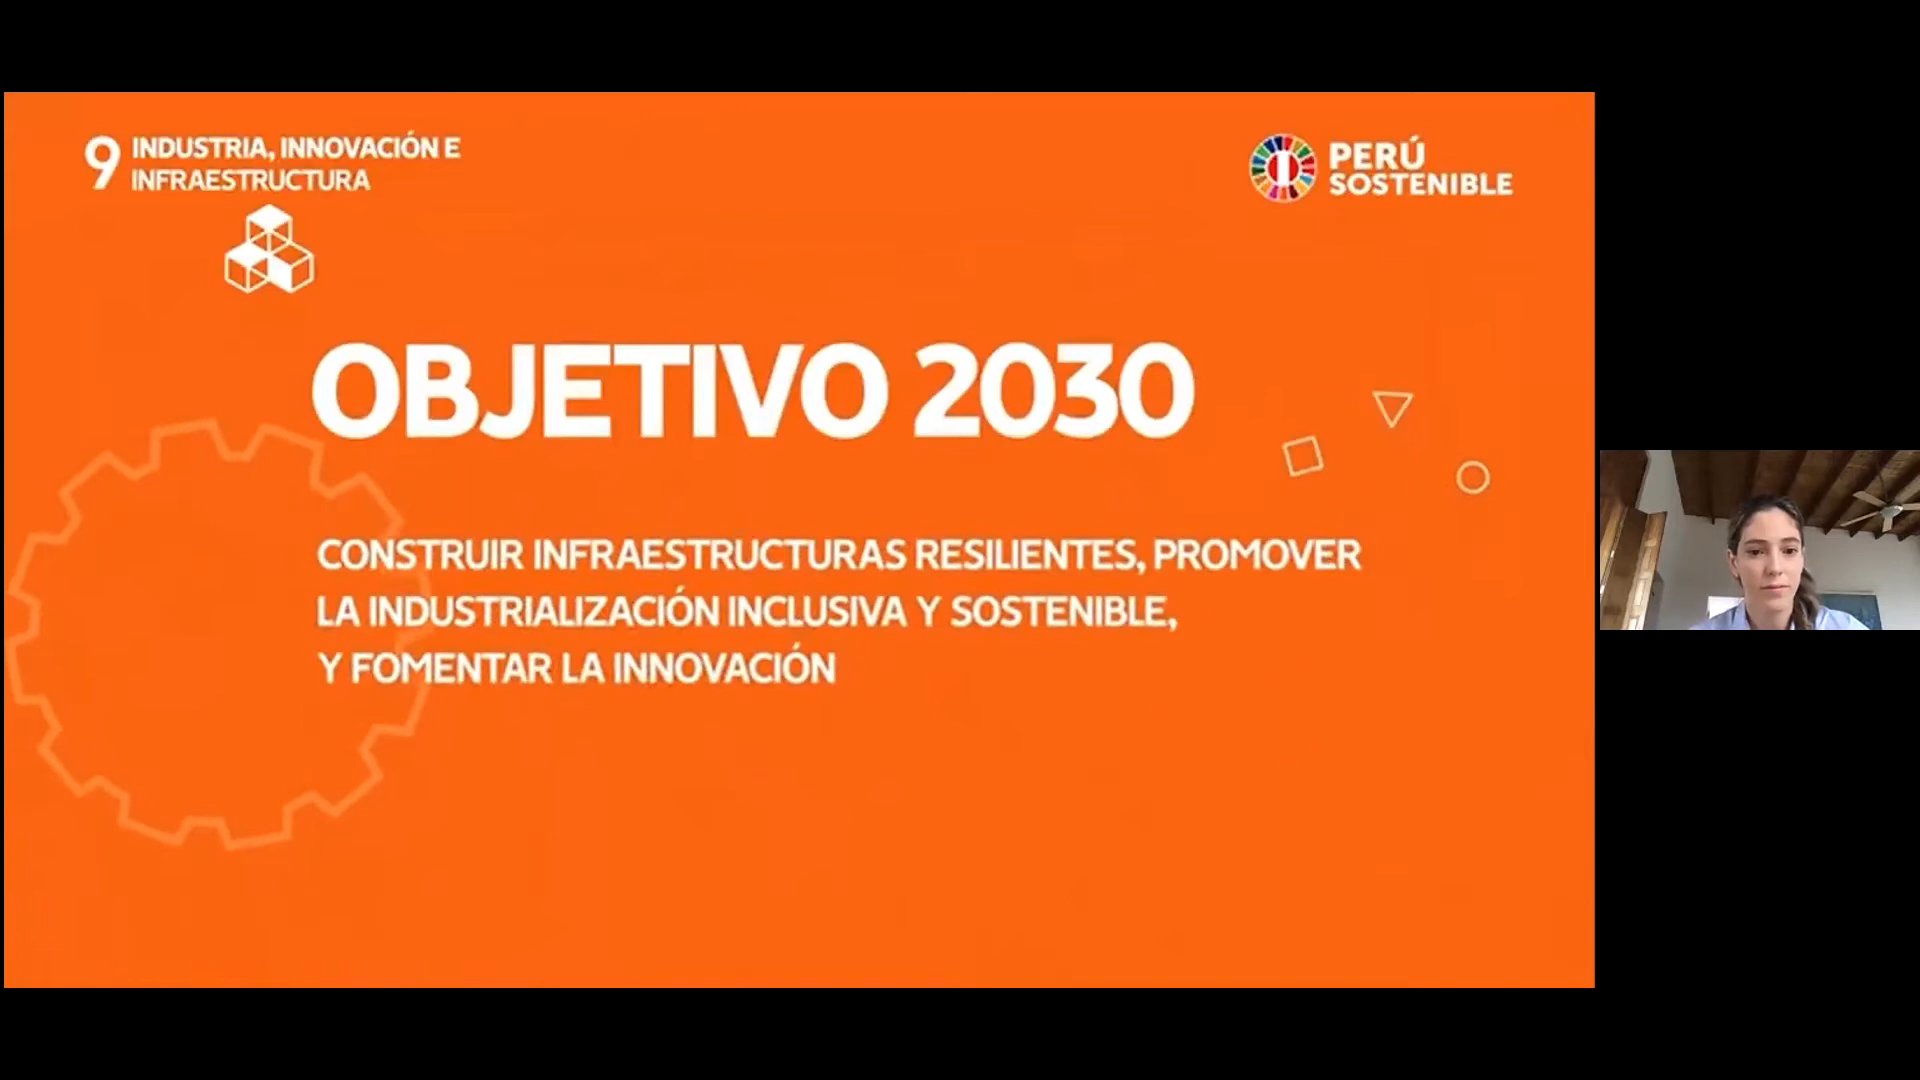 9
INDUSTRIA, INNOVACIÓN E
INFRAESTRUCTURA
PERÚ
SOSTENIBLE
OBJETIVO 2030
CONSTRUIR INFRAESTRUCTURAS RESILIENTES, PROMOVER
LA INDUSTRIALIZACIÓN INCLUSIVA Y SOSTENIBLE,
Y FOMENTAR LA INNOVACIÓN